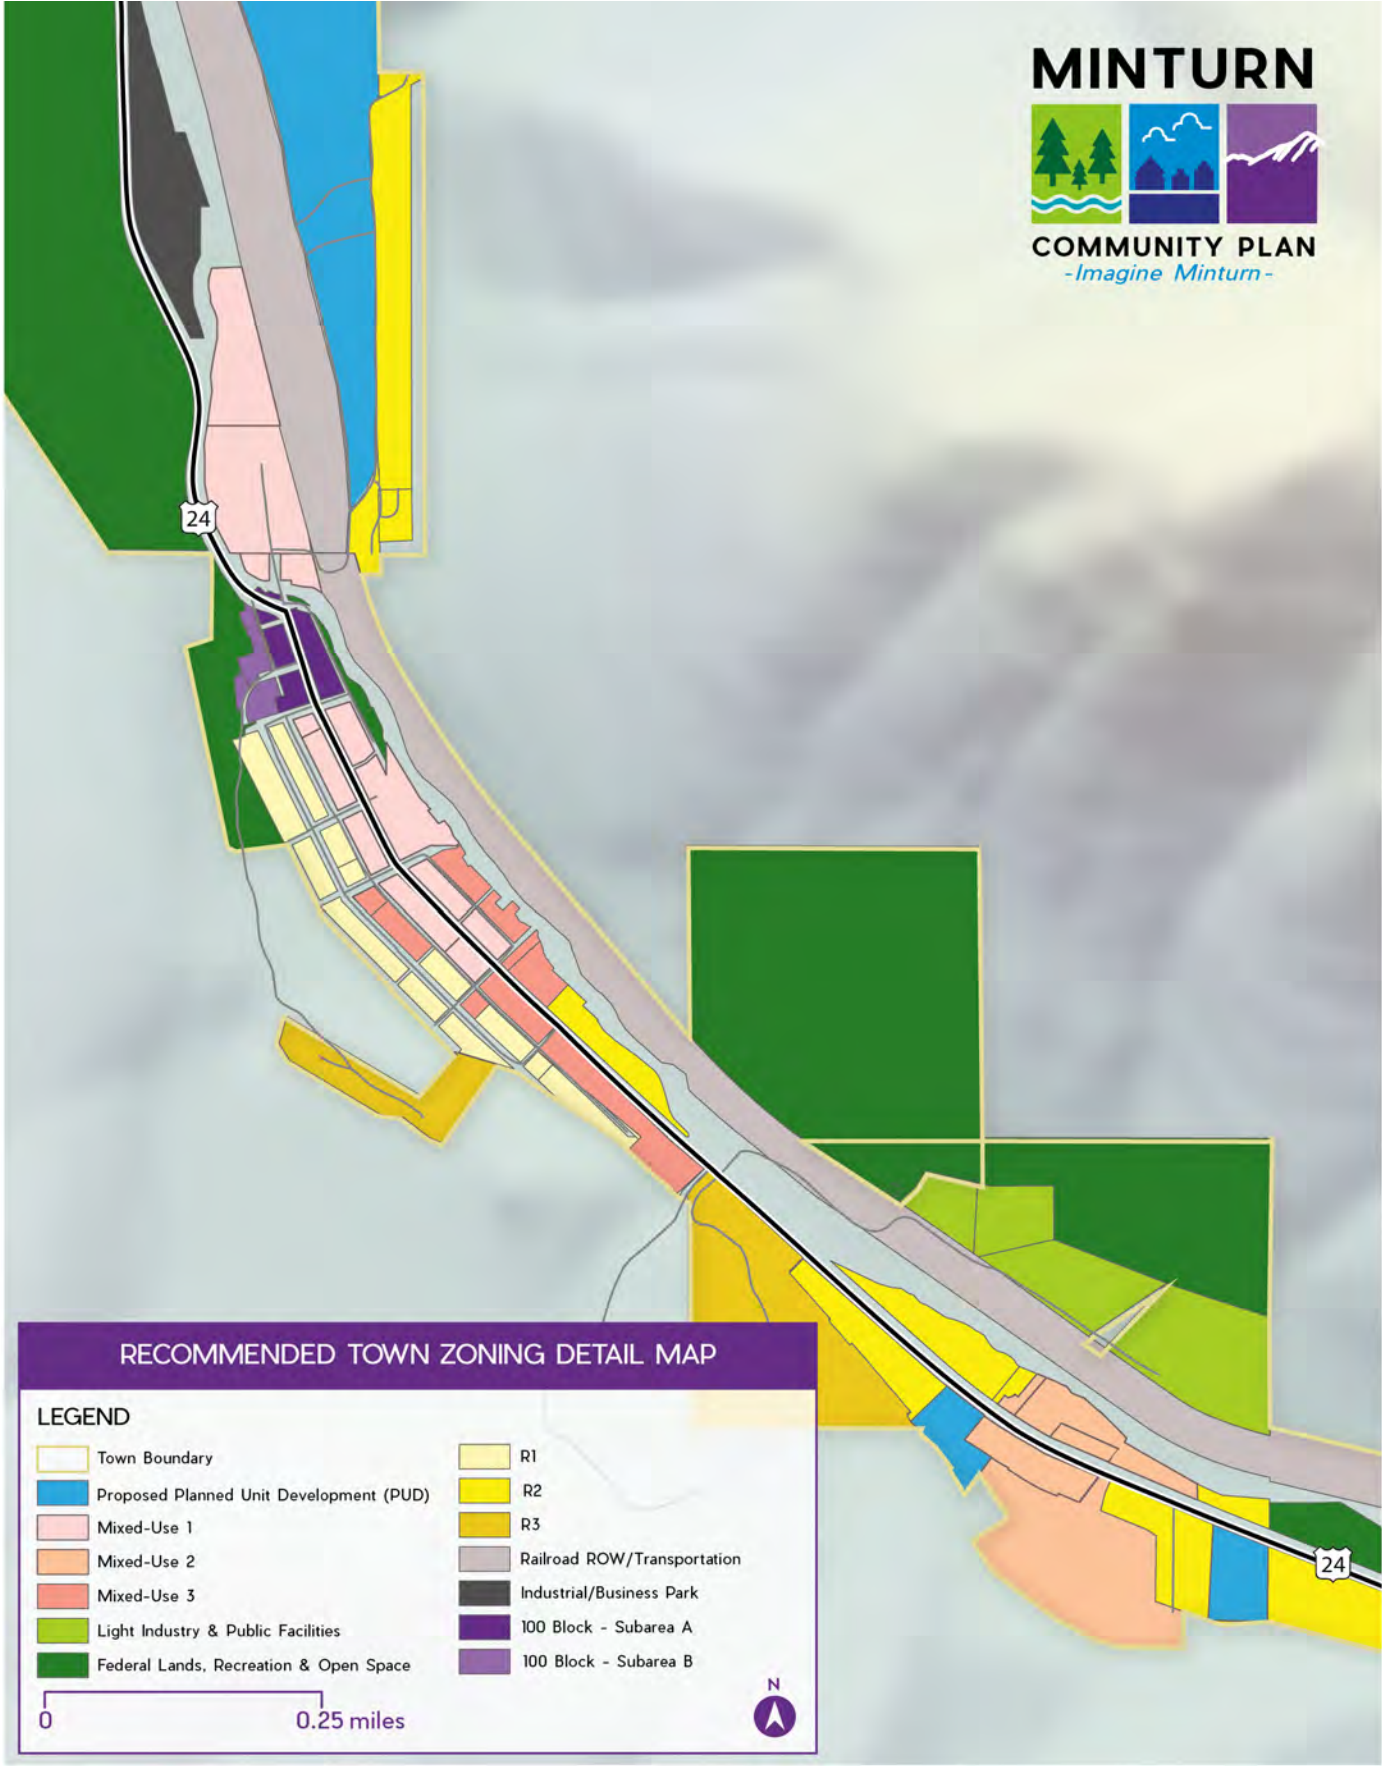 MINTURN
COMMUNITY PLAN
-Imagine Minturn-
24
24
RECOMMENDED TOWN ZONING DETAIL MAP
LEGEND
Town Boundary
Proposed Planned Unit Development (PUD)
Mixed-Use 1
Mixed-Use 2
Mixed-Use 3
Light Industry & Public Facilities
Federal Lands, Recreation & Open Space
R1
R2
R3
Railroad ROW/Transportation
Industrial/Business Park
100 Block - Subarea A
100 Block - Subarea B
0 0.25 miles
N